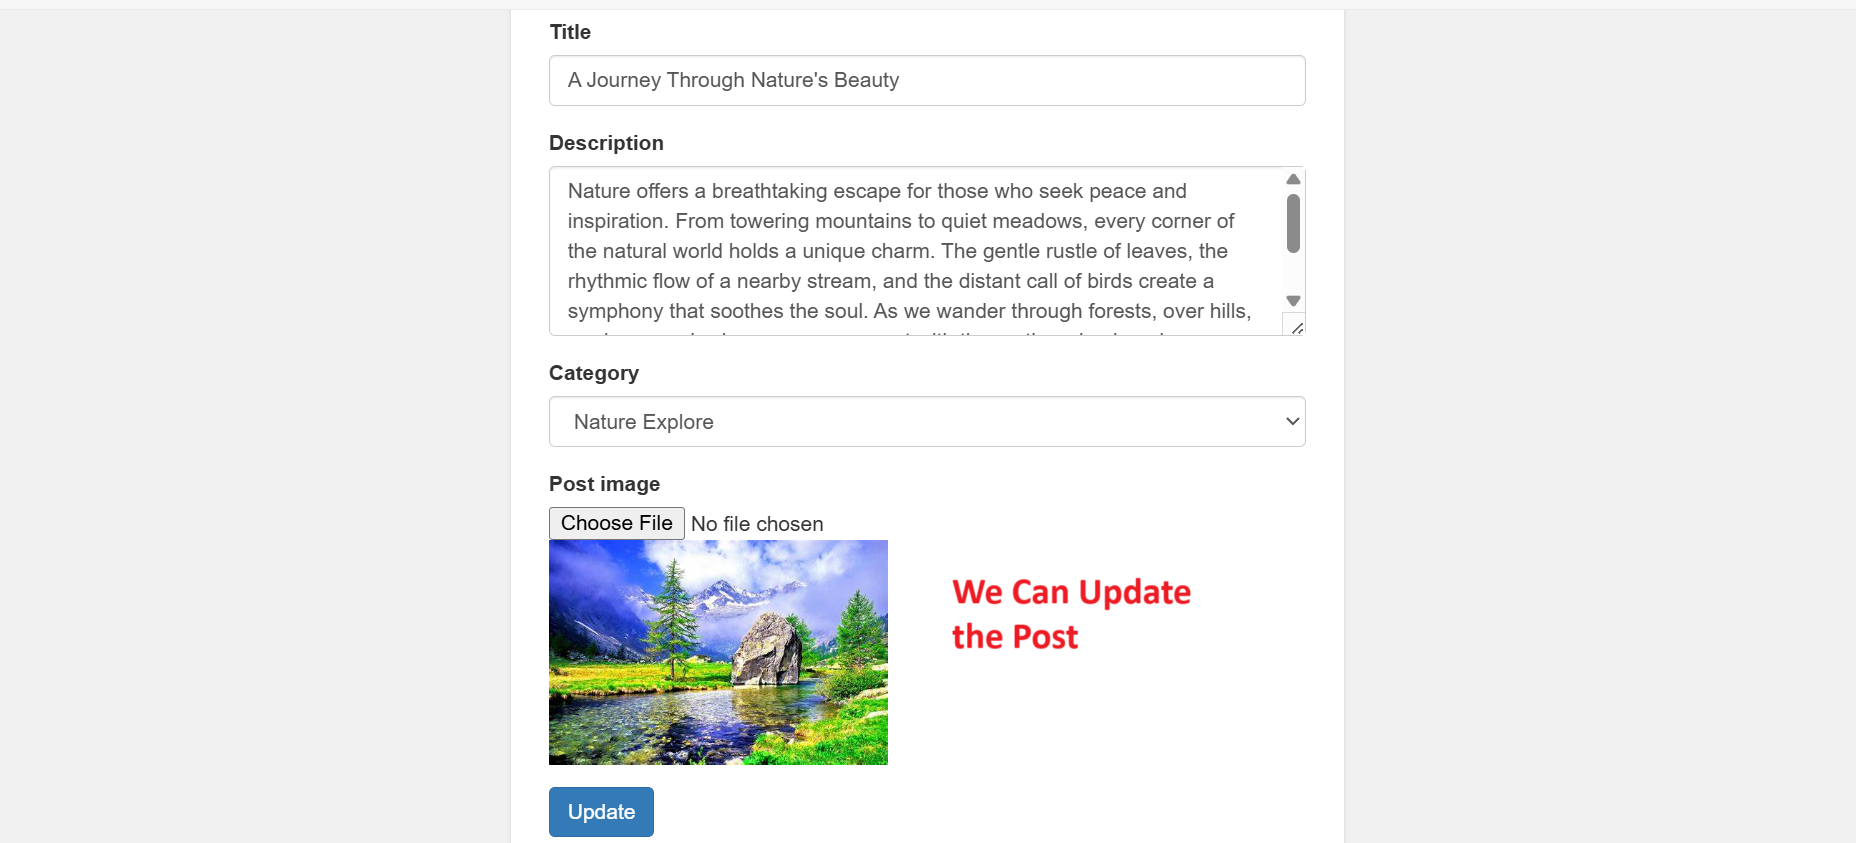 Title
A Journey Through Nature's Beauty
Description
Nature offers a breathtaking escape for those who seek peace and
inspiration. From towering mountains to quiet meadows, every corner of
the natural world holds a unique charm. The gentle rustle of leaves, the
rhythmic flow of a nearby stream, and the distant call of birds create a
symphony that soothes the soul. As we wander through forests, over hills,
Category
Nature Explore
Post image
Choose File No file chosen
We Can Update
the Post
Update